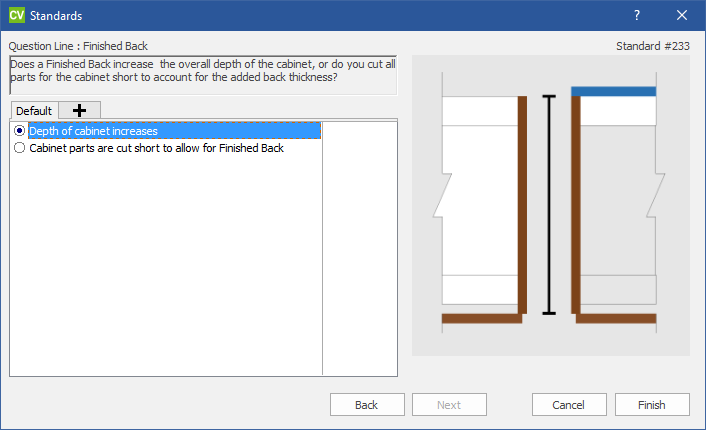 CV Standards ?
Question Line : Finished Back Standard #233
Does a Finished Back increase  the overall depth of the cabinet, or do you cut all
parts for the cabinet short to account for the added back thickness?
Default
Depth of cabinet increases
Cabinet parts are cut short to allow for Finished Back
Back Next Cancel Finish